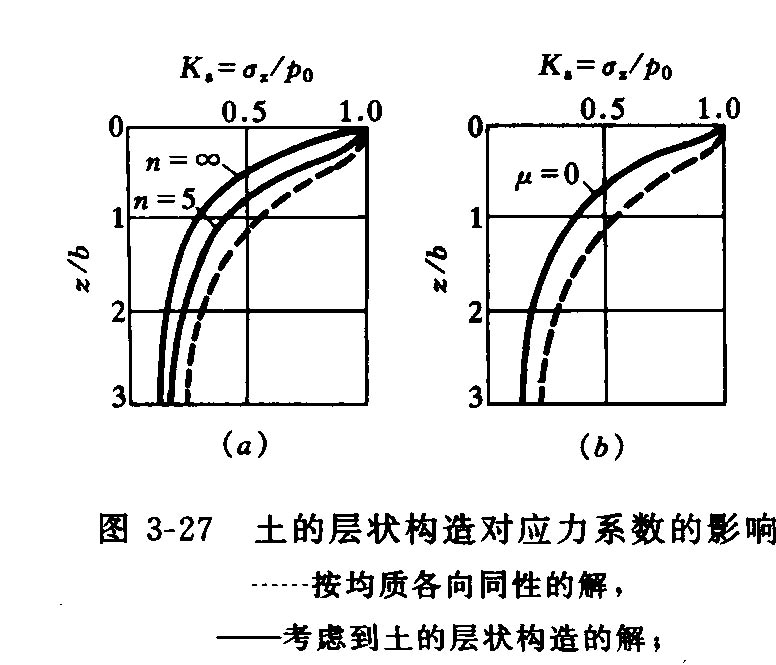 Kₛ=σz/p₀
Kₛ=σz/p₀
0.5 1.0
0.5 1.0
0
n=∞
n=5
1
z/b
2
3
(a)
0
μ=0
1
z/b
2
3
(b)
图 3-27 土的层状构造对应力系数的影响
······按均质各向同性的解，
——考虑到土的层状构造的解；